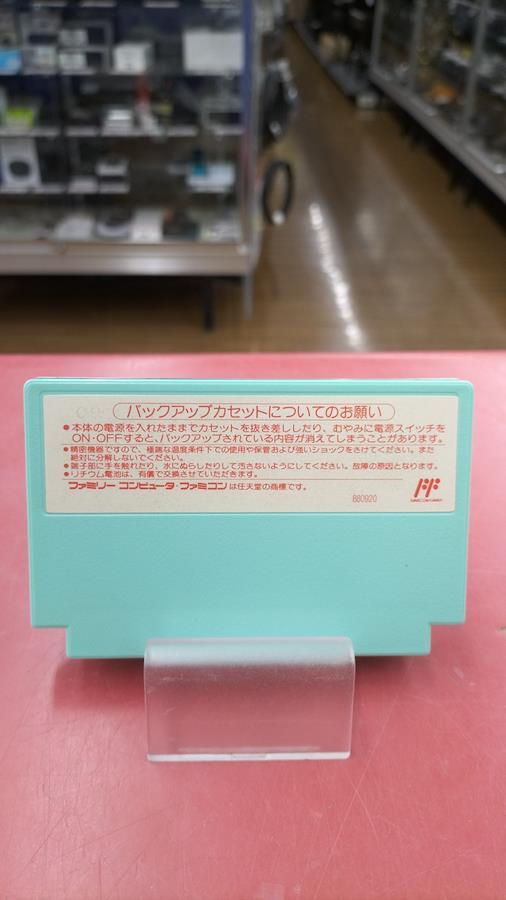 バックアップカセットについてのお願い
●本体の電源を入れたままでカセットを抜き差ししたり、むやみに電源スイッチを
ON・OFFすると、バックアップされている内容が消えてしまうことがあります。
●精密機器ですので、極端な温度条件下での使用や保管および強いショックをさけてください。また
絶対に分解しないでください。
●端子部に手を触れたり、水にぬらしたりして汚さないようにしてください。故障の原因となります。
●リチウム電池は、有償で交換させていただきます。
ファミリー コンピュータ・ファミコンは任天堂の商標です。
880920
FAMICOM FAMILY